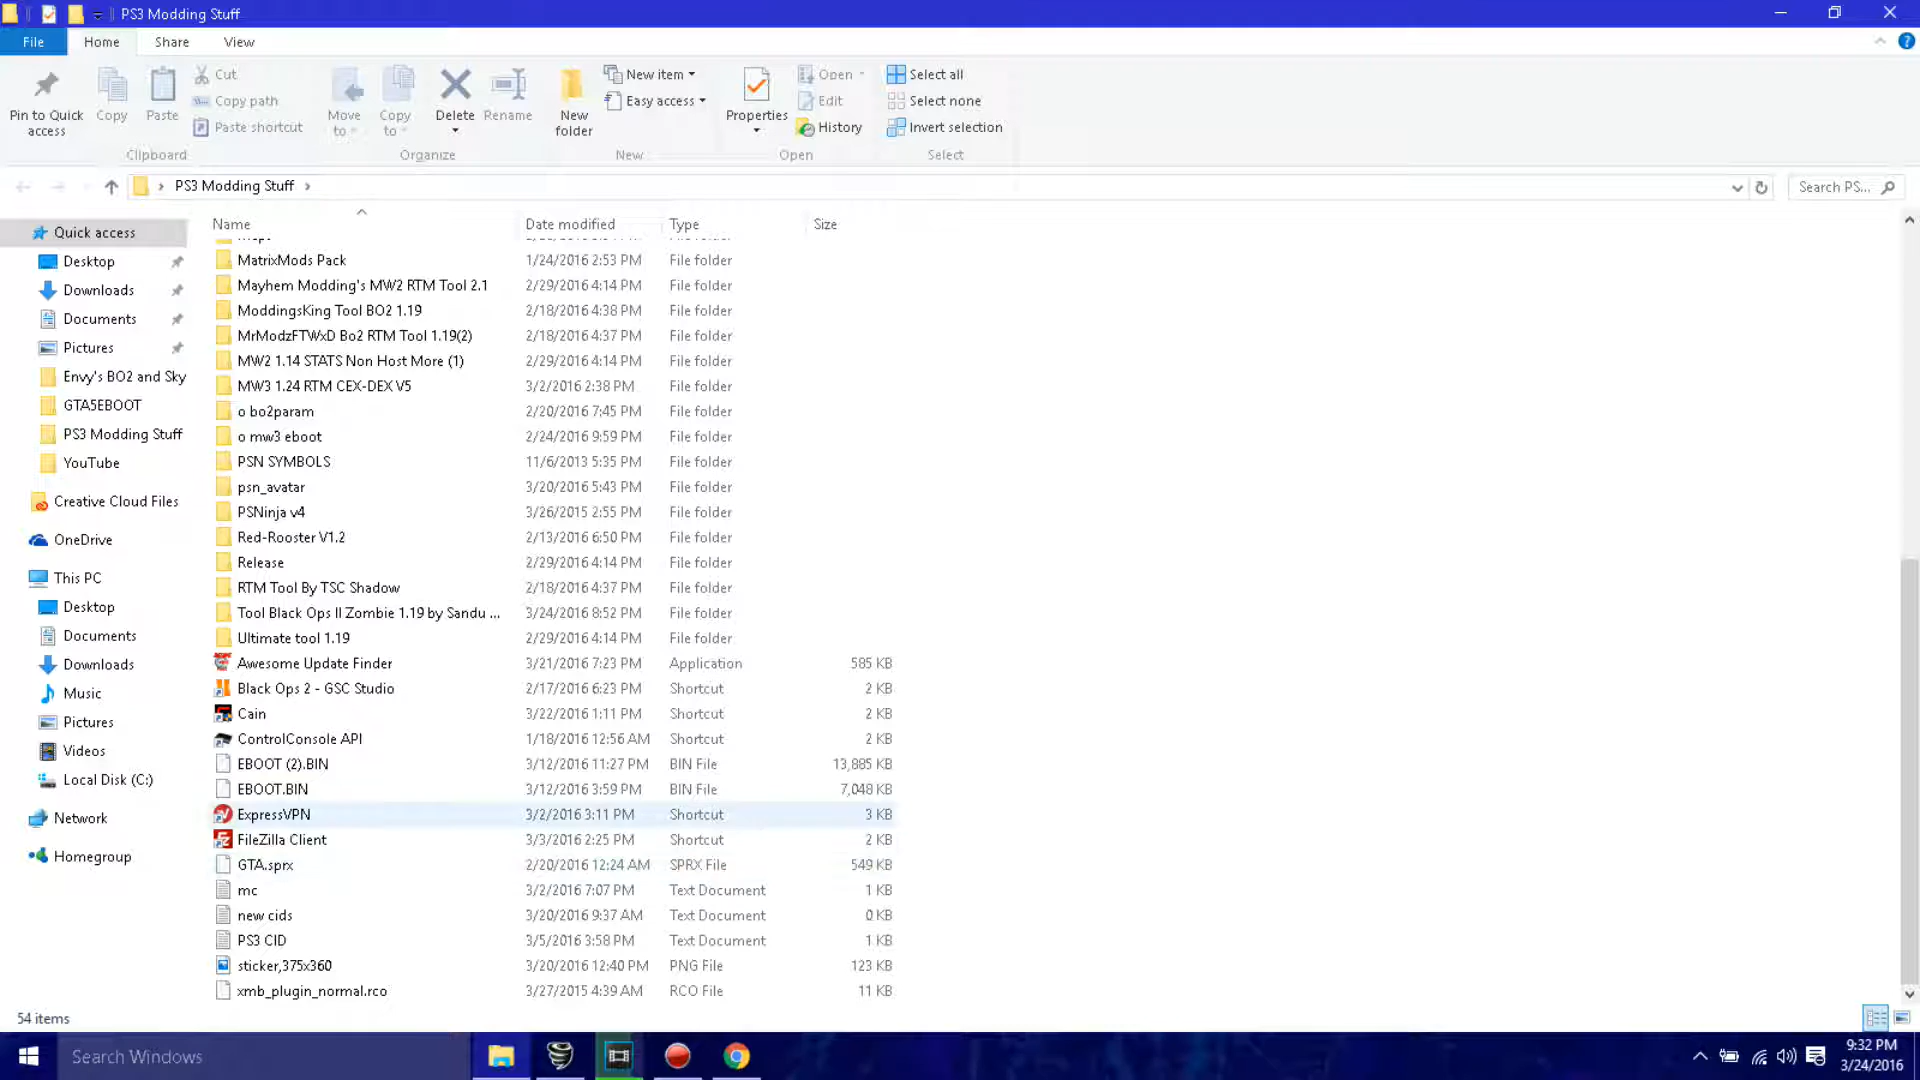 PS3 Modding Stuff
File Home Share View
Pin to Quick access
Copy
Paste
Cut
Copy path
Paste shortcut
Clipboard
Move to
Copy to
Delete
Rename
Organize
New folder
New item
Easy access
New
Properties
Open
Edit
History
Open
Select all
Select none
Invert selection
Select
PS3 Modding Stuff
Search PS...
Quick access
Desktop
Downloads
Documents
Pictures
Envy's BO2 and Sky
GTA5EBOOT
PS3 Modding Stuff
YouTube
Creative Cloud Files
OneDrive
This PC
Desktop
Documents
Downloads
Music
Pictures
Videos
Local Disk (C:)
Network
Homegroup
Name Date modified Type Size
MatrixMods Pack 1/24/2016 2:53 PM File folder
Mayhem Modding's MW2 RTM Tool 2.1 2/29/2016 4:14 PM File folder
ModdingsKing Tool BO2 1.19 2/18/2016 4:38 PM File folder
MrModzFTWxD Bo2 RTM Tool 1.19(2) 2/18/2016 4:37 PM File folder
MW2 1.14 STATS Non Host More (1) 2/29/2016 4:14 PM File folder
MW3 1.24 RTM CEX-DEX V5 3/2/2016 2:38 PM File folder
o bo2param 2/20/2016 7:45 PM File folder
o mw3 eboot 2/24/2016 9:59 PM File folder
PSN SYMBOLS 11/6/2013 5:35 PM File folder
psn_avatar 3/20/2016 5:43 PM File folder
PSNinja v4 3/26/2015 2:55 PM File folder
Red-Rooster V1.2 2/13/2016 6:50 PM File folder
Release 2/29/2016 4:14 PM File folder
RTM Tool By TSC Shadow 2/18/2016 4:37 PM File folder
Tool Black Ops II Zombie 1.19 by Sandu ... 3/24/2016 8:52 PM File folder
Ultimate tool 1.19 2/29/2016 4:14 PM File folder
Awesome Update Finder 3/21/2016 7:23 PM Application 585 KB
Black Ops 2 - GSC Studio 2/17/2016 6:23 PM Shortcut 2 KB
Cain 3/22/2016 1:11 PM Shortcut 2 KB
ControlConsole API 1/18/2016 12:56 AM Shortcut 2 KB
EBOOT (2).BIN 3/12/2016 11:27 PM BIN File 13,885 KB
EBOOT.BIN 3/12/2016 3:59 PM BIN File 7,048 KB
ExpressVPN 3/2/2016 3:11 PM Shortcut 3 KB
FileZilla Client 3/3/2016 2:25 PM Shortcut 2 KB
GTA.sprx 2/20/2016 12:24 AM SPRX File 549 KB
mc 3/2/2016 7:07 PM Text Document 1 KB
new cids 3/20/2016 9:37 AM Text Document 0 KB
PS3 CID 3/5/2016 3:58 PM Text Document 1 KB
sticker,375x360 3/20/2016 12:40 PM PNG File 123 KB
xmb_plugin_normal.rco 3/27/2015 4:39 AM RCO File 11 KB
54 items
Search Windows
9:32 PM
3/24/2016